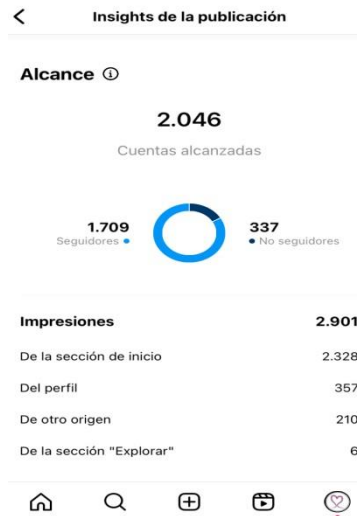 Insights de la publicación
Alcance
2.046
Cuentas alcanzadas
1.709
Seguidores
337
No seguidores
Impresiones 2.901
De la sección de inicio 2.328
Del perfil 357
De otro origen 210
De la sección "Explorar" 6